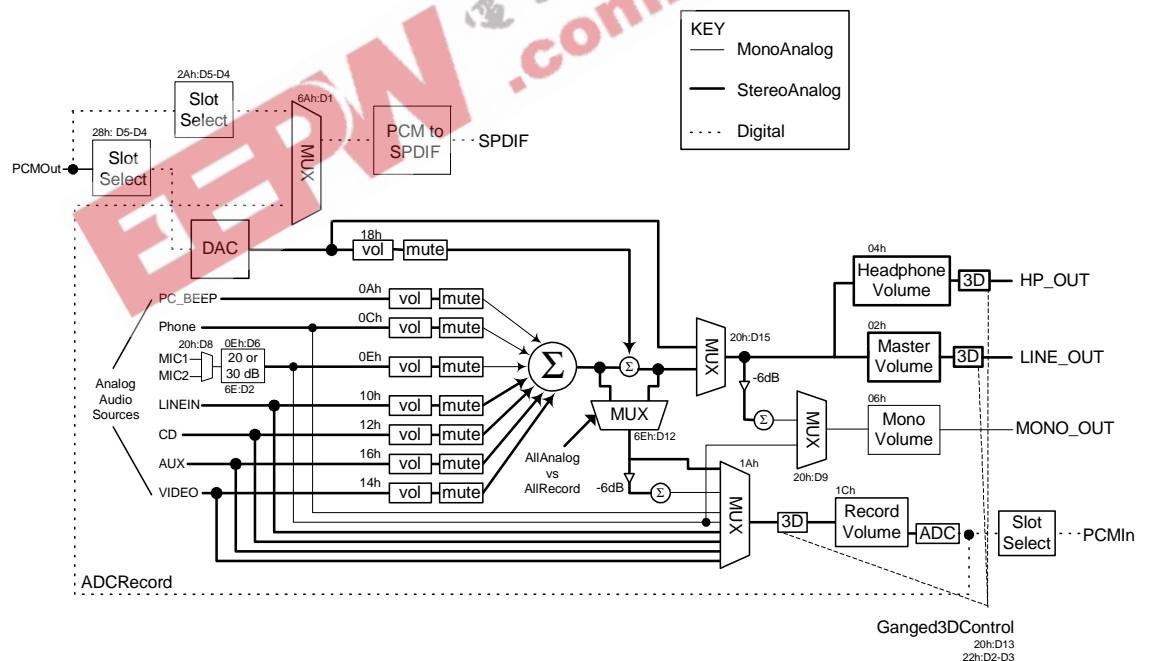 KEY
MonoAnalog
StereoAnalog
Digital
EEPW
.com
2Ah:D5-D4
Slot
Select
6Ah:D1
MUX
PCM to
SPDIF
SPDIF
28h: D5-D4
PCMOut
Slot
Select
DAC
18h
vol
mute
PC_BEEP
0Ah
vol
mute
Phone
0Ch
vol
mute
20h:D8
0Eh:D6
MIC1
MIC2
20 or
30 dB
6E:D2
0Eh
vol
mute
Analog
Audio
Sources
LINEIN
10h
vol
mute
CD
12h
vol
mute
AUX
16h
vol
mute
VIDEO
14h
vol
mute
Σ
Σ
MUX
6Eh:D12
AllAnalog
vs
AllRecord
-6dB
Σ
MUX
20h:D15
-6dB
Σ
MUX
20h:D9
04h
Headphone
Volume
3D
HP_OUT
02h
Master
Volume
3D
LINE_OUT
06h
Mono
Volume
MONO_OUT
1Ah
MUX
3D
1Ch
Record
Volume
ADC
Slot
Select
PCMIn
ADCRecord
Ganged3DControl
20h:D13
22h:D2-D3